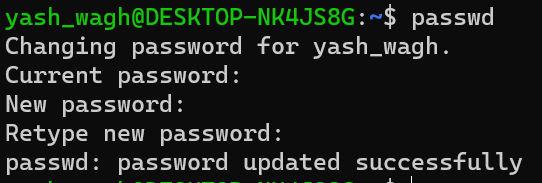 yash_wagh@DESKTOP-NK4JS8G:~$ passwd
Changing password for yash_wagh.
Current password:
New password:
Retype new password:
passwd: password updated successfully